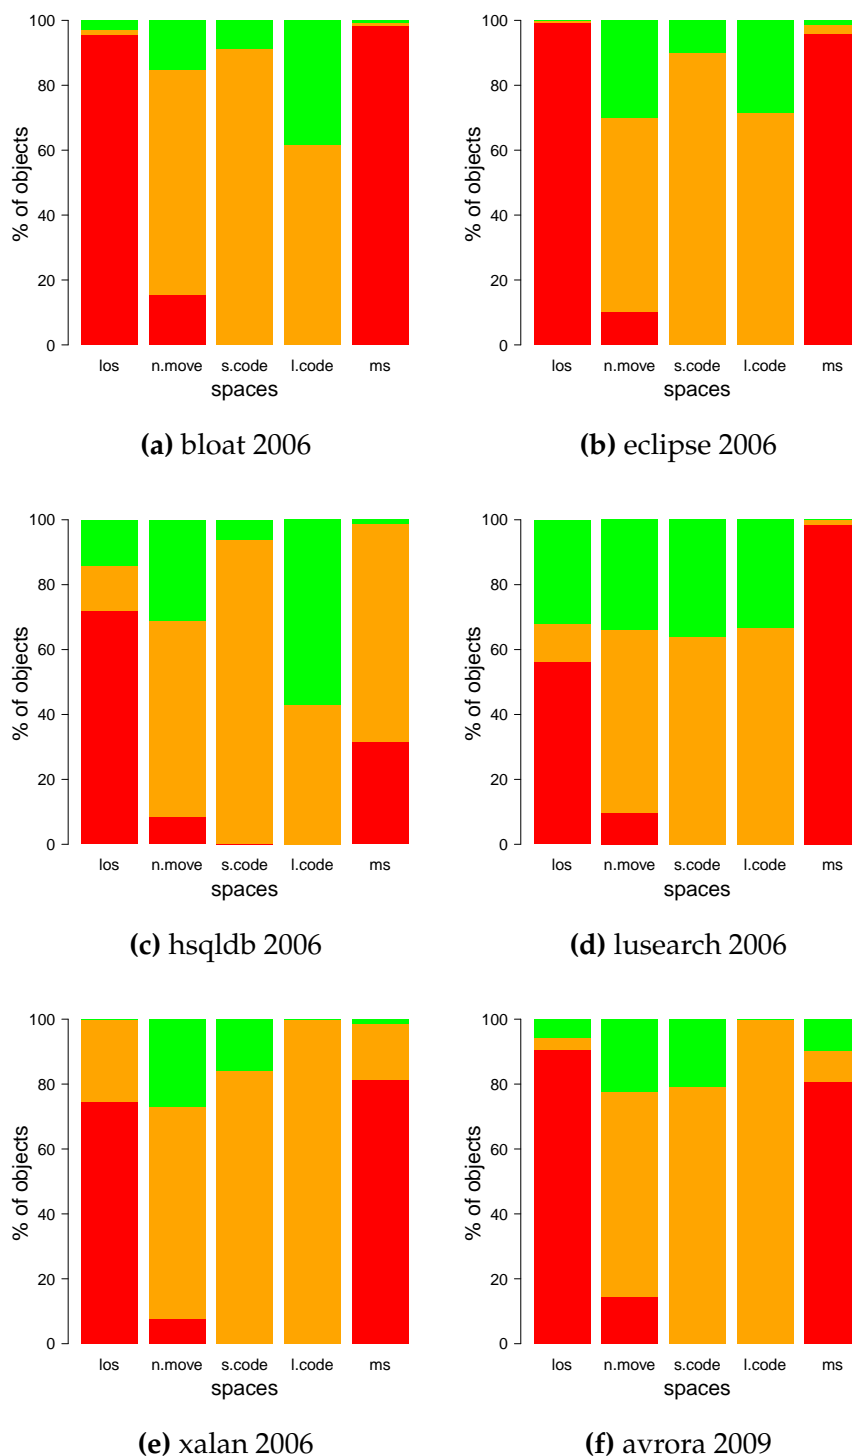 100
80
60
40
20
0
% of objects
los n.move s.code l.code ms
spaces
(a) bloat 2006
100
80
60
40
20
0
% of objects
los n.move s.code l.code ms
spaces
(b) eclipse 2006
100
80
60
40
20
0
% of objects
los n.move s.code l.code ms
spaces
(c) hsqldb 2006
100
80
60
40
20
0
% of objects
los n.move s.code l.code ms
spaces
(d) lusearch 2006
100
80
60
40
20
0
% of objects
los n.move s.code l.code ms
spaces
(e) xalan 2006
100
80
60
40
20
0
% of objects
los n.move s.code l.code ms
spaces
(f) avrora 2009